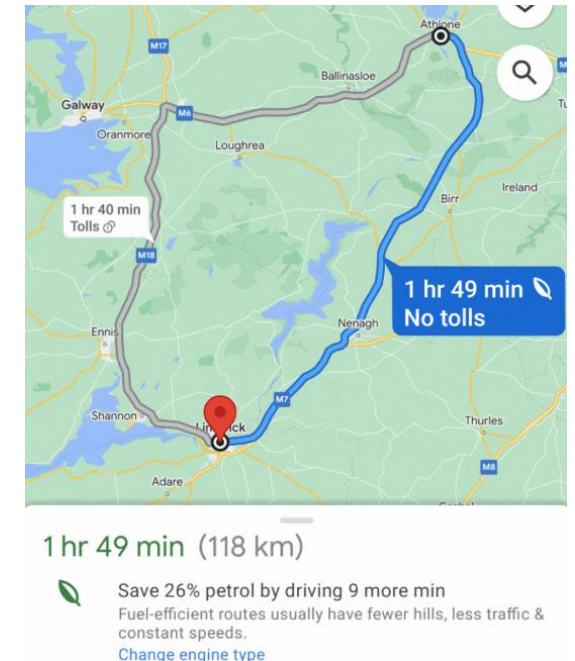 Athlone
M17
Ballinasloe
Galway
M6
Oranmore
Loughrea
1 hr 40 min
Tolls
Birr
Ireland
M18
1 hr 49 min
No tolls
Ennis
Nenagh
M7
Shannon
Thurles
Adare
M8
1 hr 49 min (118 km)
Save 26% petrol by driving 9 more min
Fuel-efficient routes usually have fewer hills, less traffic &
constant speeds.
Change engine type